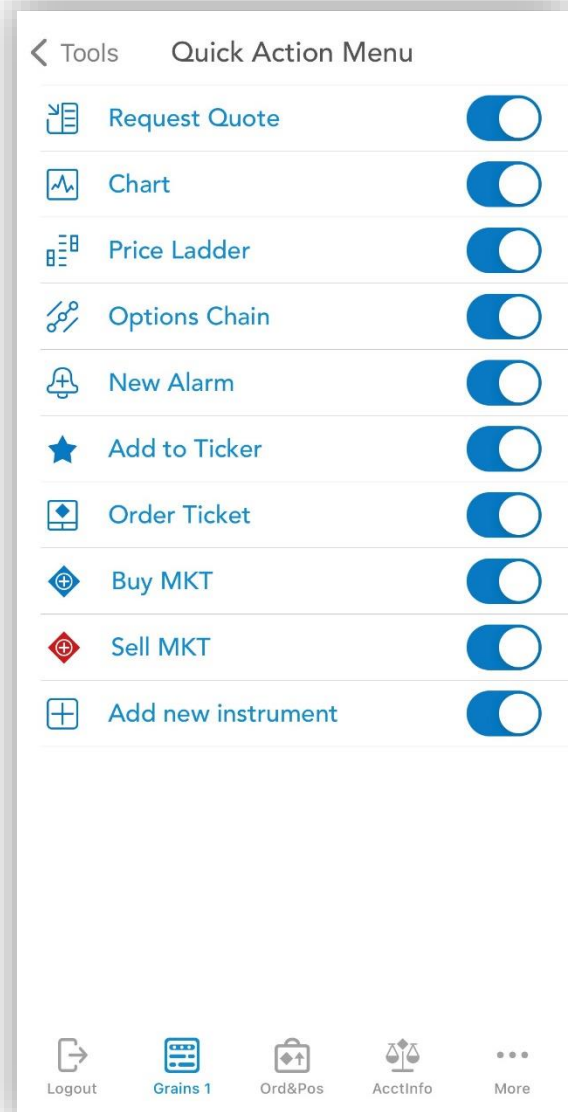 Tools Quick Action Menu
Request Quote
Chart
Price Ladder
Options Chain
New Alarm
Add to Ticker
Order Ticket
Buy MKT
Sell MKT
Add new instrument
Logout Grains 1 Ord&Pos AcctInfo More